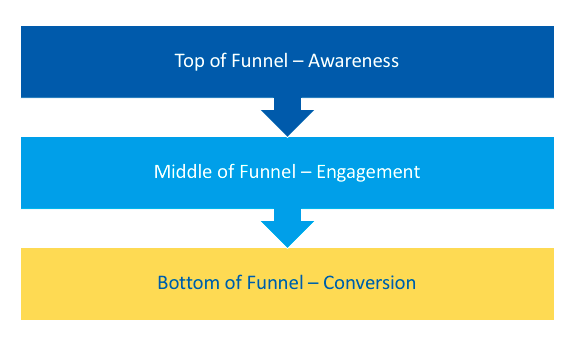 Top of Funnel – Awareness
Middle of Funnel – Engagement
Bottom of Funnel – Conversion